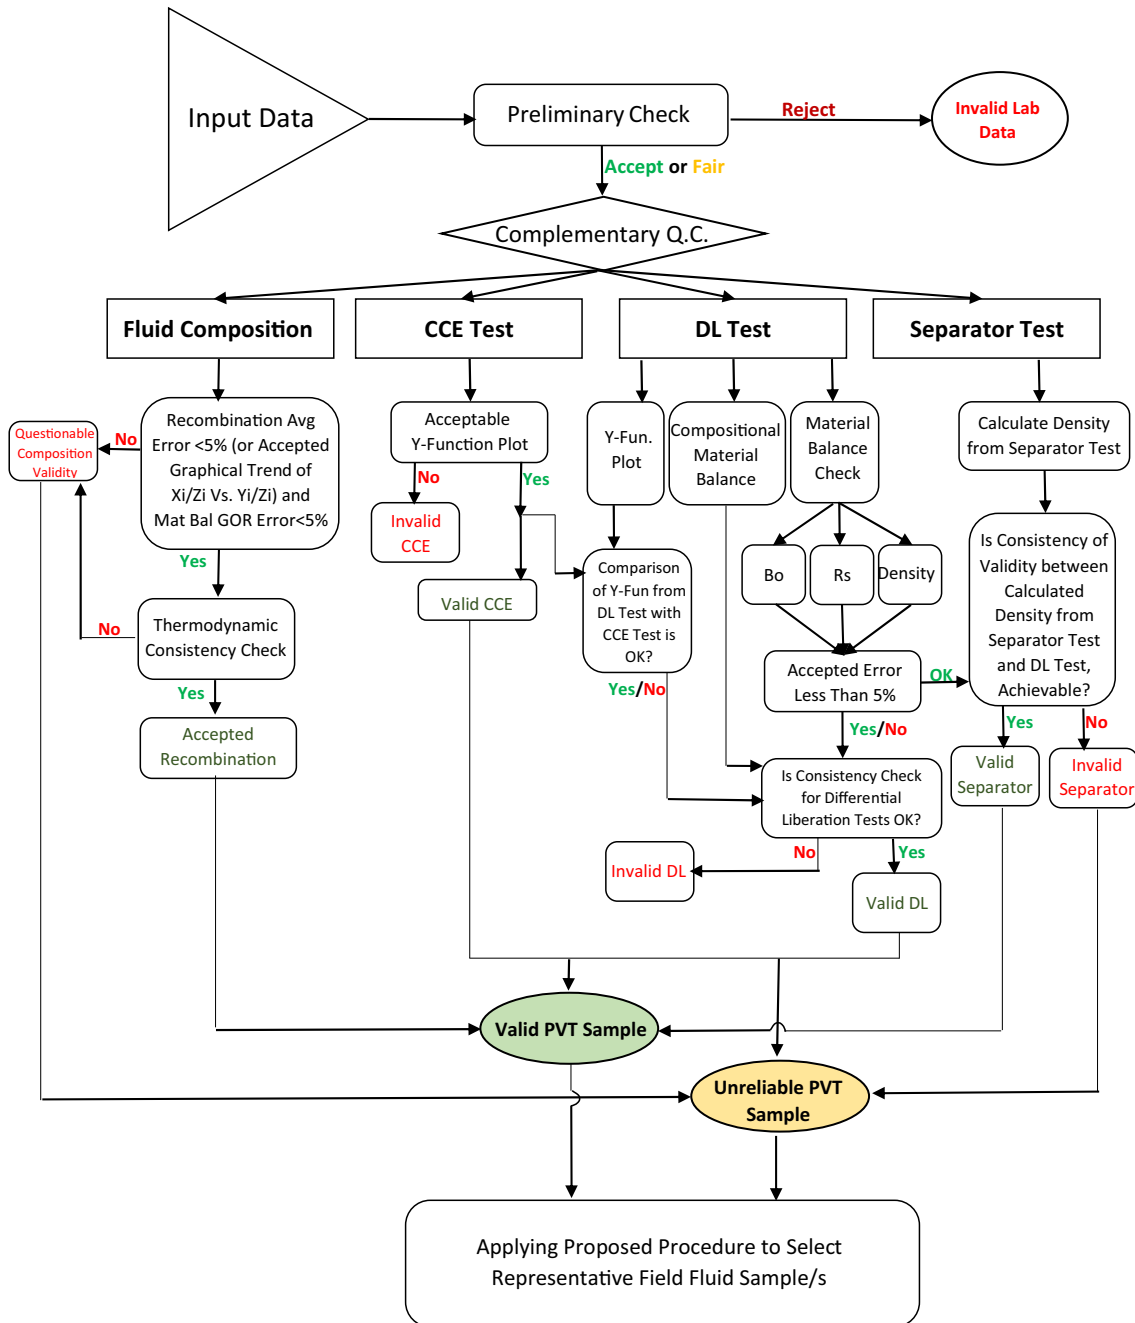 Input Data
Preliminary Check
Reject
Invalid Lab
Data
Accept or Fair
Complementary Q.C.
Fluid Composition
CCE Test
DL Test
Separator Test
Questionable
Composition
Validity
No
Recombination Avg
Error <5% (or Accepted
Graphical Trend of
Xi/Zi Vs. Yi/Zi) and
Mat Bal GOR Error<5%
Acceptable
Y-Function Plot
Y-Fun.
Plot
Compositional
Material
Balance
Material
Balance
Check
Calculate Density
from Separator Test
No
Yes
Invalid
CCE
Yes
Valid CCE
Comparison
of Y-Fun from
DL Test with
CCE Test is
OK?
Bo
Rs
Density
Is Consistency of
Validity between
Calculated
Density from
Separator Test
and DL Test,
Achievable?
No
Thermodynamic
Consistency Check
Yes
Accepted
Recombination
Yes/No
Accepted Error
Less Than 5%
OK
Yes/No
Yes
No
Valid
Separator
Invalid
Separator
Is Consistency Check
for Differential
Liberation Tests OK?
No
Yes
Invalid DL
Valid DL
Valid PVT Sample
Unreliable PVT
Sample
Applying Proposed Procedure to Select
Representative Field Fluid Sample/s